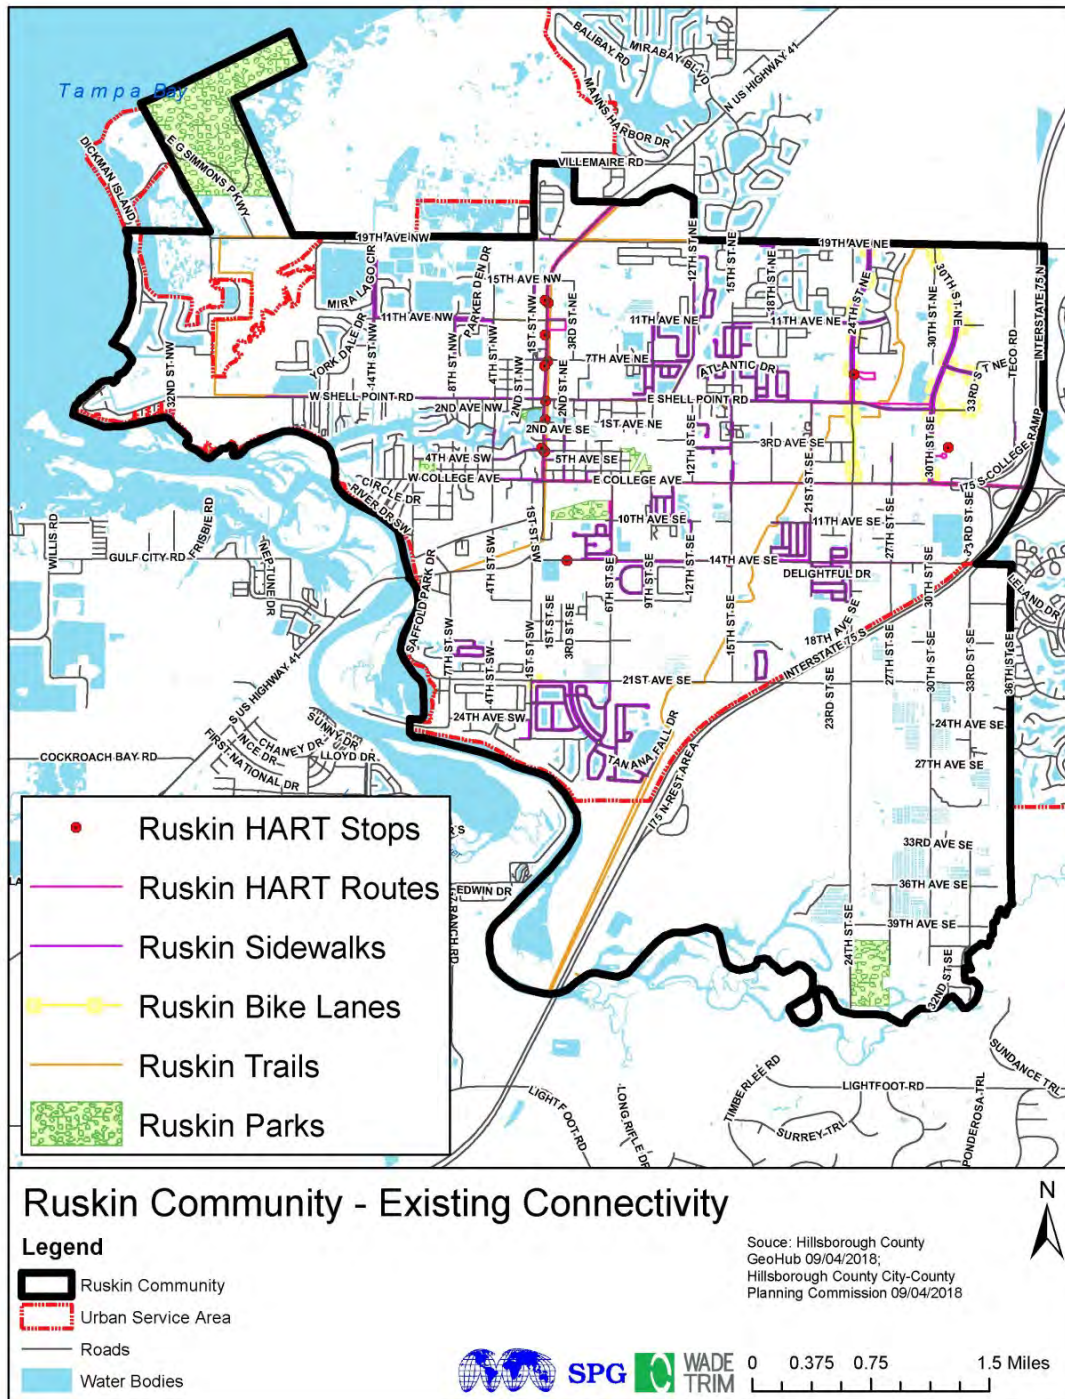 Tampa Bay
DICKMAN ISLAND
E G SIMMONS PKWY
BALIBAY RD
MIRABAY BLVD
MANNS HARBOR DR
N US HIGHWAY 41
VILLEMAIRE RD
19TH AVE NW
19TH AVE NE
MIRA LAGO CIR
PARKER DEN DR
15TH AVE NW
12TH ST NE
15TH ST NE
18TH ST NE
24TH ST NE
30TH ST NE
30TH ST NE
INTERSTATE 75 N
11TH AVE NW
1ST ST NW
3RD ST NE
11TH AVE NE
11TH AVE NE
YORK DALE DR
14TH ST NW
8TH ST NW
4TH ST NW
2ND ST NW
2ND ST NE
7TH AVE NE
ATLANTIC DR
33RD ST NE
TECO RD
32ND ST NW
W SHELL POINT RD
E SHELL POINT RD
2ND AVE NW
1ST AVE NE
2ND AVE SE
3RD AVE SE
4TH AVE SW
5TH AVE SE
12TH ST SE
21ST ST SE
30TH ST SE
I75 S-COLLEGE RAMP
W COLLEGE AVE
E COLLEGE AVE
CIRCLE DR
RIVER DR SW
10TH AVE SE
11TH AVE SE
27TH ST SE
33RD ST SE
WILLIS RD
GULF CITY RD
FRISBIE RD
NEPTUNE DR
SAFFOLD PARK DR
4TH ST SW
1ST ST SW
6TH ST SE
9TH ST SE
12TH ST SE
14TH AVE SE
DELIGHTFUL DR
30TH ST SE
LELAND DR
1ST ST SE
3RD ST SE
15TH ST SE
18TH AVE SE
INTERSTATE 75 S
7TH ST SW
4TH ST SW
1ST ST SW
21ST AVE SE
23RD ST SE
27TH ST SE
30TH ST SE
33RD ST SE
36TH ST SE
S US HIGHWAY 41
24TH AVE SW
24TH AVE SE
TANANA FALL DR
27TH AVE SE
COCKROACH BAY RD
SUNNY DR
CHANEY DR
INCE DR
LLOYD DR
FIRST NATIONAL DR
I75 N-REST AREA
33RD AVE SE
36TH AVE SE
39TH AVE SE
24TH ST SE
32ND ST SE
EDWIN DR
Ruskin HART Stops
Ruskin HART Routes
Ruskin Sidewalks
Ruskin Bike Lanes
Ruskin Trails
Ruskin Parks
LIGHTFOOT RD
LONG RIFLE DR
TIMBERLEE RD
LIGHTFOOT RD
SURREY TRL
PONDEROSA TRL
SUNDANCE TRL
Ruskin Community - Existing Connectivity
N
Legend
Ruskin Community
Urban Service Area
Roads
Water Bodies
Souce: Hillsborough County
GeoHub 09/04/2018;
Hillsborough County City-County
Planning Commission 09/04/2018
SPG
WADE
TRIM
0 0.375 0.75 1.5 Miles